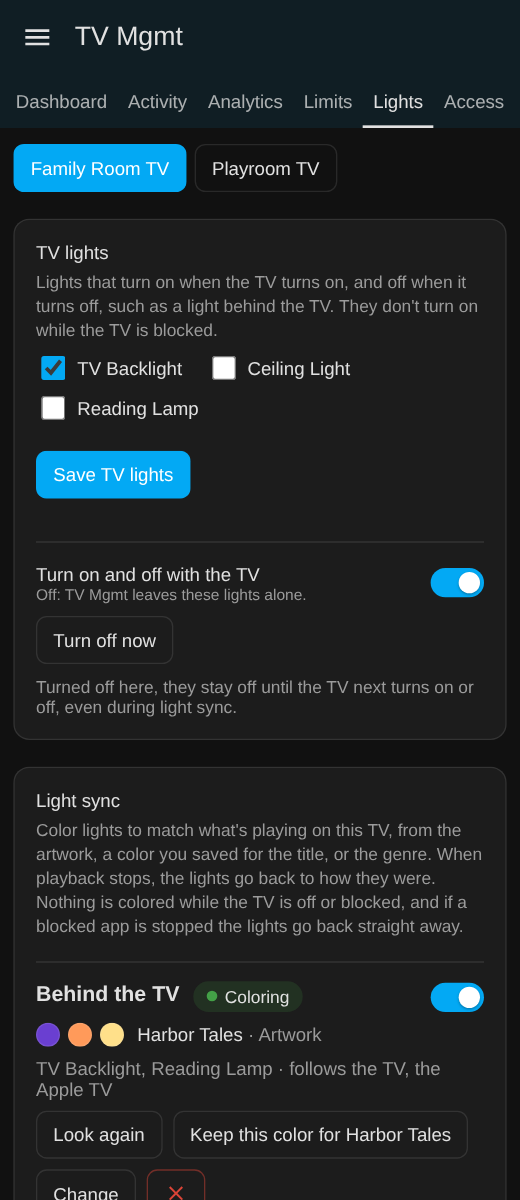 TV Mgmt
Dashboard Activity Analytics Limits Lights Access
Family Room TV Playroom TV
TV lights
Lights that turn on when the TV turns on, and off when it
turns off, such as a light behind the TV. They don't turn on
while the TV is blocked.
TV Backlight Ceiling Light
Reading Lamp
Save TV lights
Turn on and off with the TV
Off: TV Mgmt leaves these lights alone.
Turn off now
Turned off here, they stay off until the TV next turns on or
off, even during light sync.
Light sync
Color lights to match what's playing on this TV, from the
artwork, a color you saved for the title, or the genre. When
playback stops, the lights go back to how they were.
Nothing is colored while the TV is off or blocked, and if a
blocked app is stopped the lights go back straight away.
Behind the TV Coloring
Harbor Tales · Artwork
TV Backlight, Reading Lamp · follows the TV, the
Apple TV
Look again Keep this color for Harbor Tales
Change